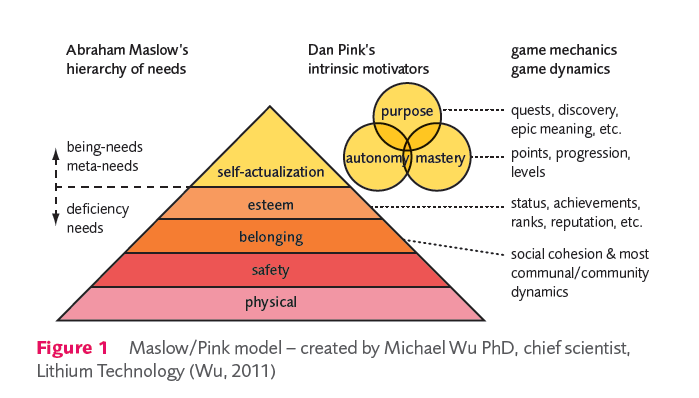 Abraham Maslow's
hierarchy of needs
Dan Pink's
intrinsic motivators
game mechanics
game dynamics
being-needs
meta-needs
deficiency
needs
self-actualization
esteem
belonging
safety
physical
purpose
autonomy
mastery
quests, discovery,
epic meaning, etc.
points, progression,
levels
status, achievements,
ranks, reputation, etc.
social cohesion & most
communal/community
dynamics
Figure 1 Maslow/Pink model – created by Michael Wu PhD, chief scientist,
Lithium Technology (Wu, 2011)